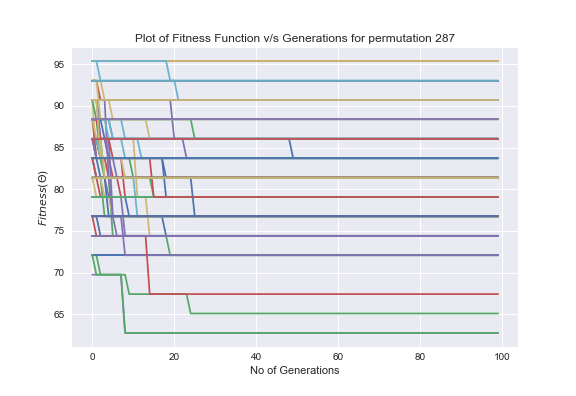 Plot of Fitness Function v/s Generations for permutation 287
95
90
85
80
75
70
65
Fitness(Θ)
0 20 40 60 80 100
No of Generations